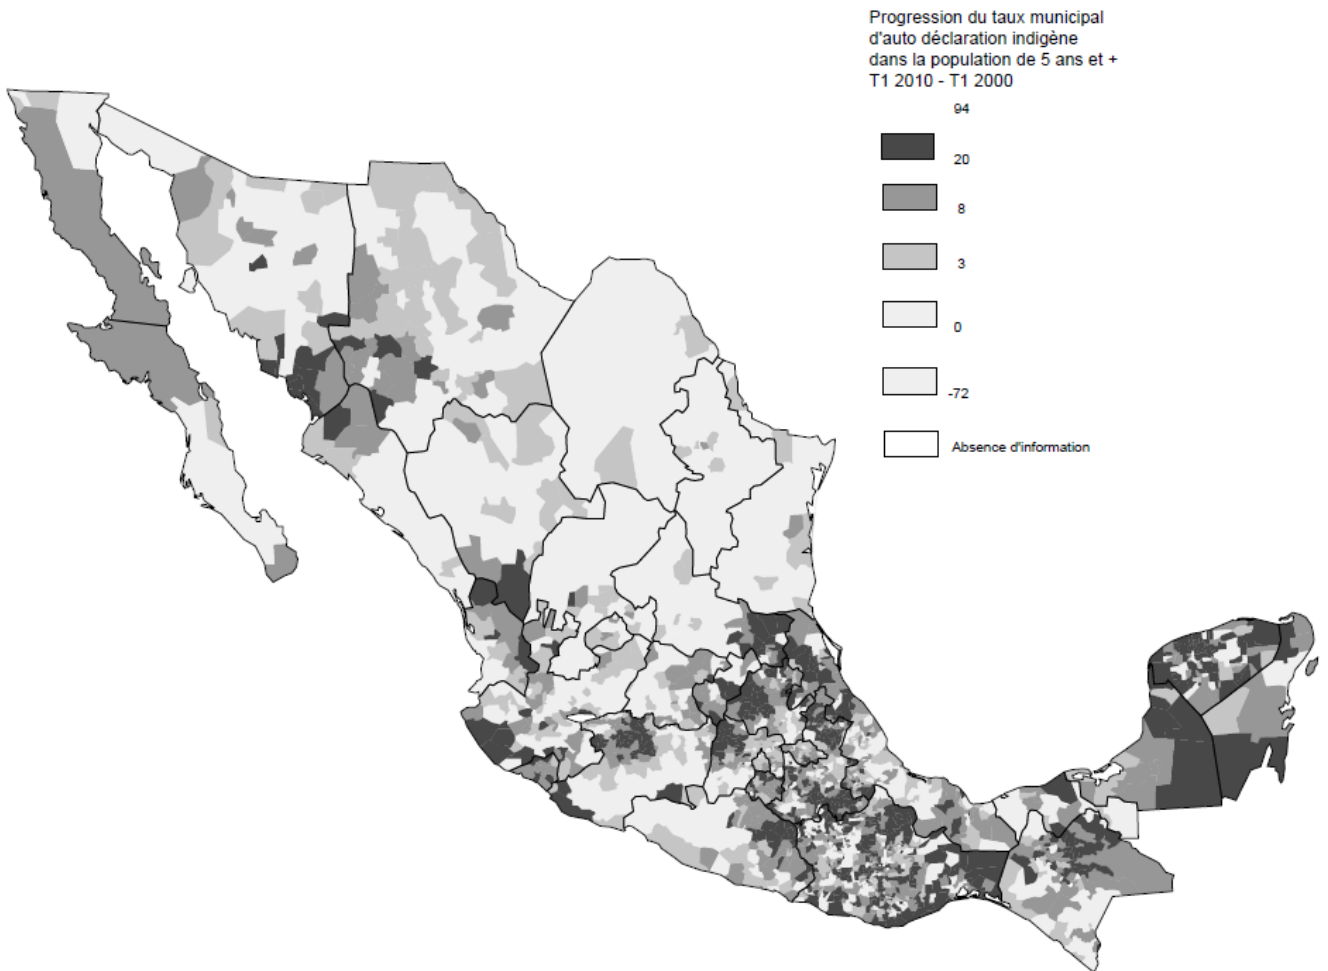 Progression du taux municipal
d'auto déclaration indigène
dans la population de 5 ans et +
T1 2010 - T1 2000
94
20
8
3
0
-72
Absence d'information